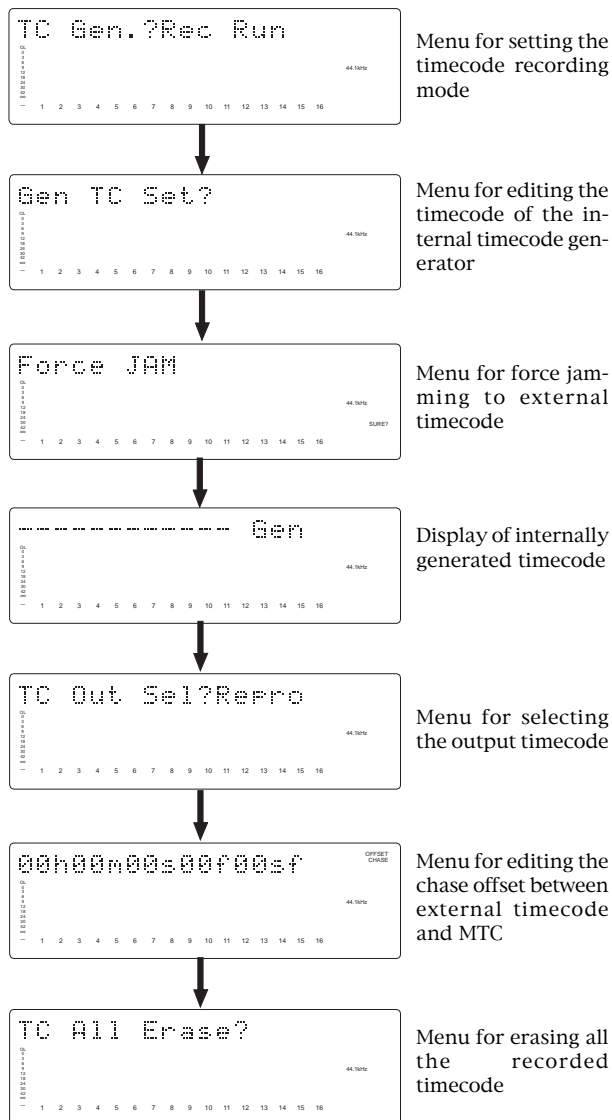 TC Gen.?Rec Run
44.1kHz
1 2 3 4 5 6 7 8 9 10 11 12 13 14 15 16
Menu for setting the
timecode recording
mode
Gen TC Set?
44.1kHz
1 2 3 4 5 6 7 8 9 10 11 12 13 14 15 16
Menu for editing the
timecode of the in-
ternal timecode gen-
erator
Force JAM
44.1kHz
SURE?
1 2 3 4 5 6 7 8 9 10 11 12 13 14 15 16
Menu for force jam-
ming to external
timecode
------------ Gen
44.1kHz
1 2 3 4 5 6 7 8 9 10 11 12 13 14 15 16
Display of internally
generated timecode
TC Out Sel?Repro
44.1kHz
1 2 3 4 5 6 7 8 9 10 11 12 13 14 15 16
Menu for selecting
the output timecode
00h00m00s00f00sf
OFFSET
CHASE
44.1kHz
1 2 3 4 5 6 7 8 9 10 11 12 13 14 15 16
Menu for editing the
chase offset between
external timecode
and MTC
TC All Erase?
44.1kHz
1 2 3 4 5 6 7 8 9 10 11 12 13 14 15 16
Menu for erasing all
the recorded
timecode